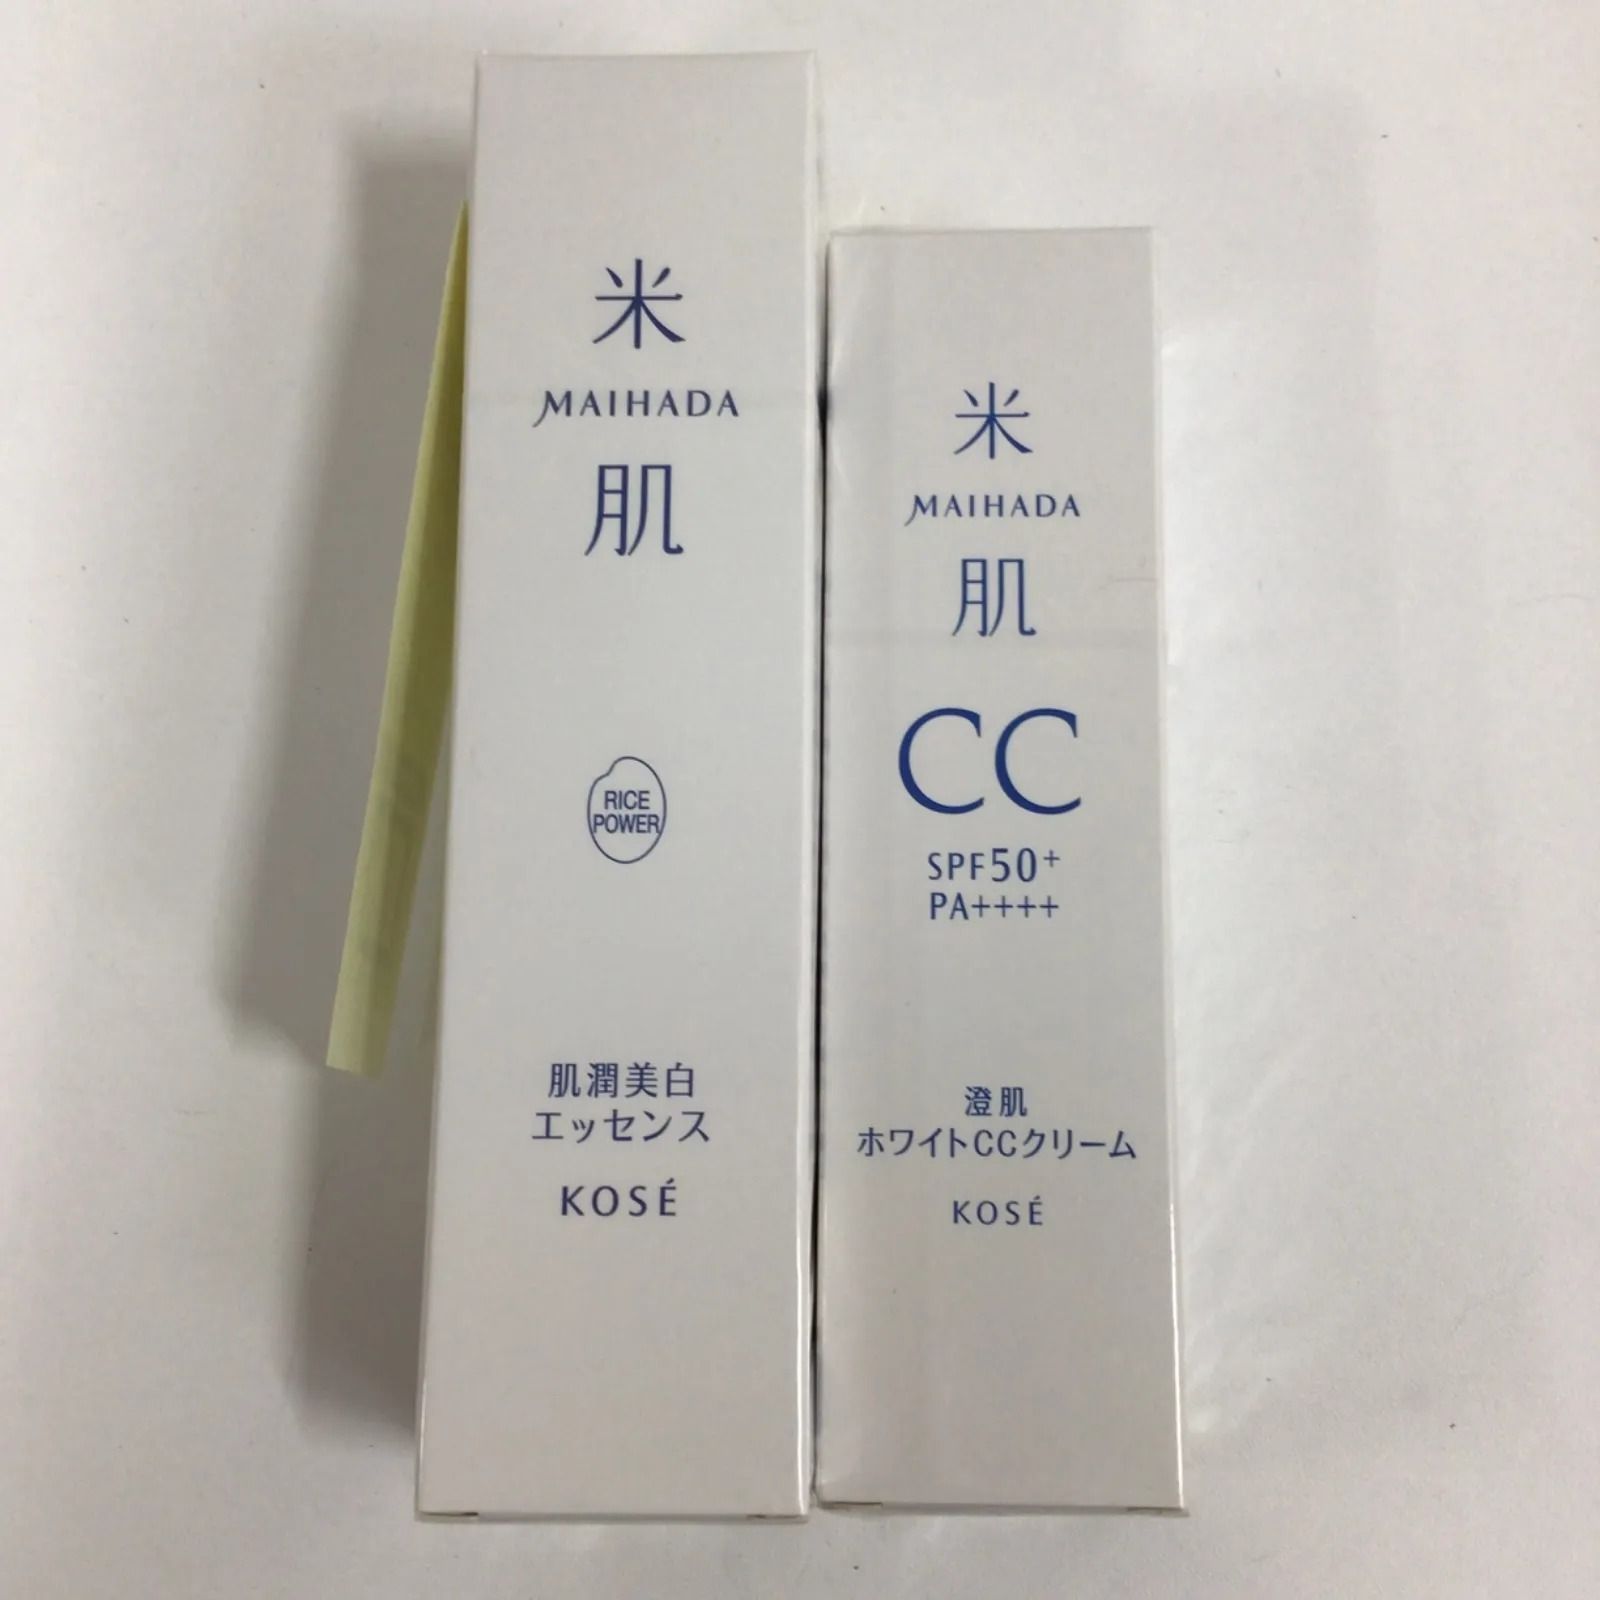 米
MAIHADA
肌
RICE
POWER
肌潤美白
エッセンス
KOSÉ
米
MAIHADA
肌
CC
SPF50+
PA++++
澄肌
ホワイトCCクリーム
KOSÉ